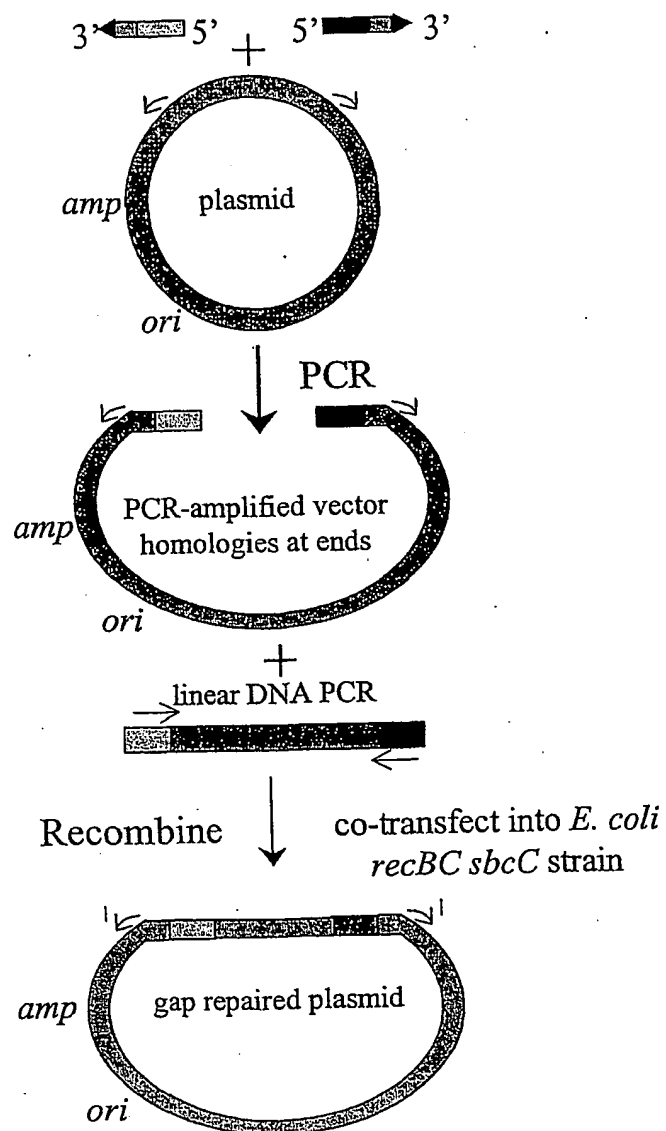 3' 5' + 5' 3'
amp
plasmid
ori
PCR
amp
PCR-amplified vector
homologies at ends
ori
+
linear DNA PCR
Recombine
co-transfect into E. coli
recBC sbcC strain
amp
gap repaired plasmid
ori